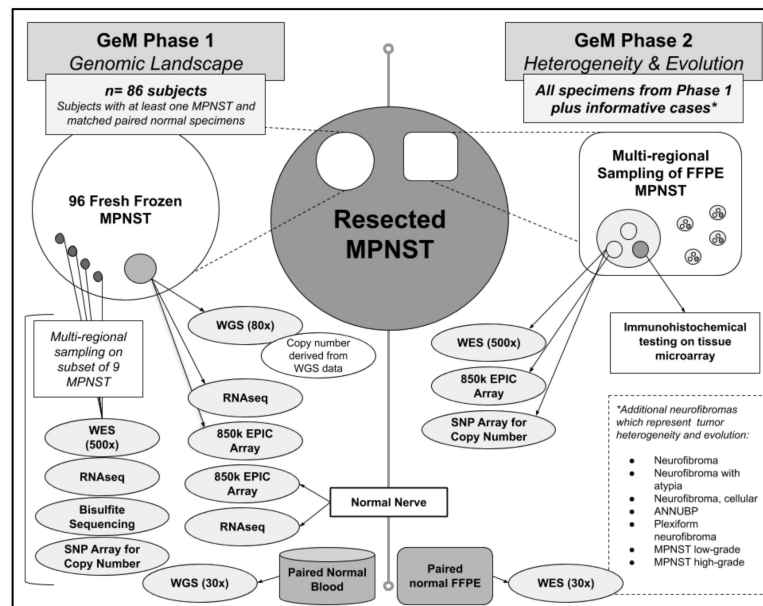 GeM Phase 1
Genomic Landscape
n= 86 subjects
Subjects with at least one MPNST and
matched paired normal specimens
96 Fresh Frozen
MPNST
Multi-regional
sampling on
subset of 9
MPNST
WES
(500x)
RNAseq
Bisulfite
Sequencing
SNP Array for
Copy Number
WGS (80x)
Copy number
derived from
WGS data
RNAseq
850k EPIC
Array
850k EPIC
Array
RNAseq
Normal Nerve
WGS (30x)
Paired Normal
Blood
Resected
MPNST
GeM Phase 2
Heterogeneity & Evolution
All specimens from Phase 1
plus informative cases*
Multi-regional
Sampling of FFPE
MPNST
WES (500x)
850k EPIC
Array
SNP Array for
Copy Number
Immunohistochemical
testing on tissue
microarray
*Additional neurofibromas
which represent tumor
heterogeneity and evolution:
● Neurofibroma
● Neurofibroma with
atypia
● Neurofibroma, cellular
● ANNUBP
● Plexiform
neurofibroma
● MPNST low-grade
● MPNST high-grade
Paired
normal FFPE
WES (30x)